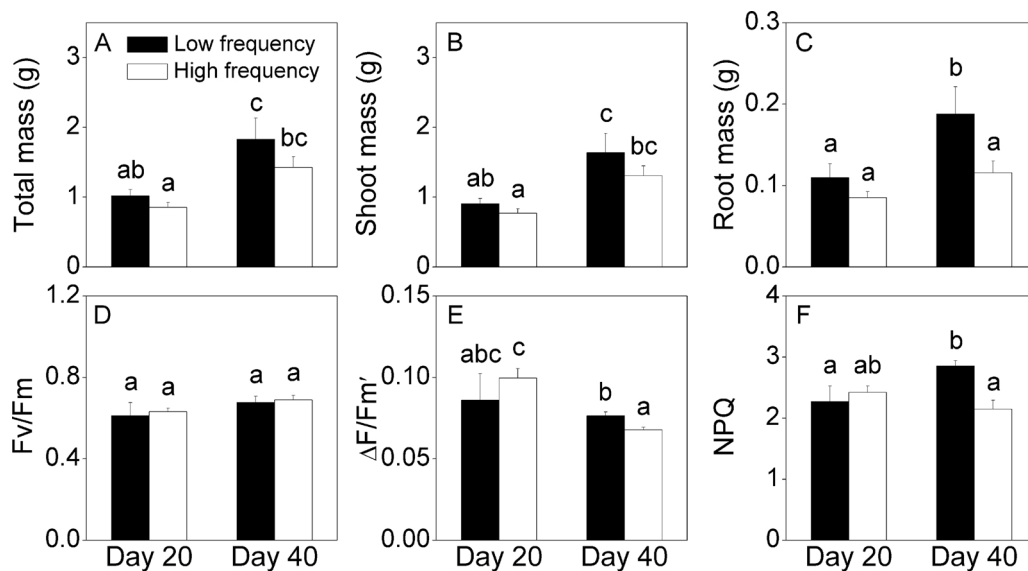 A
Low frequency
High frequency
Total mass (g)
3
2
1
0
ab
a
c
bc
B
Shoot mass (g)
3
2
1
0
ab
a
c
bc
C
Root mass (g)
0.3
0.2
0.1
0.0
a
a
b
a
D
Fv/Fm
1.2
0.8
0.4
0.0
a
a
a
a
Day 20
Day 40
E
ΔF/Fm′
0.15
0.10
0.05
0.00
abc
c
b
a
Day 20
Day 40
F
NPQ
4
3
2
1
0
a
ab
b
a
Day 20
Day 40